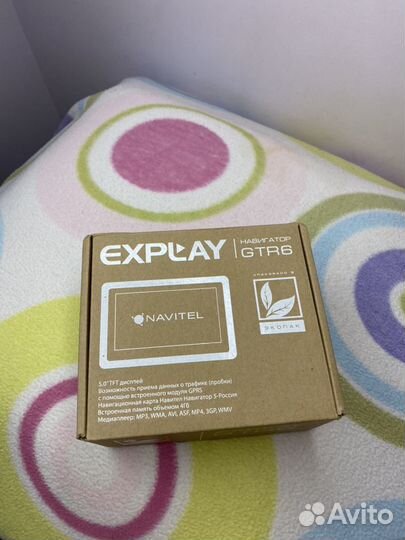 EXPLAY
НАВИГАТОР
GTR6
УПАКОВАНО В
ЭКОПАК
NAVITEL
5.0" TFT дисплей
Возможность приема данных о трафике (пробки)
с помощью встроенного модуля GPRS
Навигационная карта Навител Навигатор 5-Россия
Встроенная память объемом 4Гб
Медиаплеер: MP3, WMA, AVI, ASF, MP4, 3GP, WMV
Avito